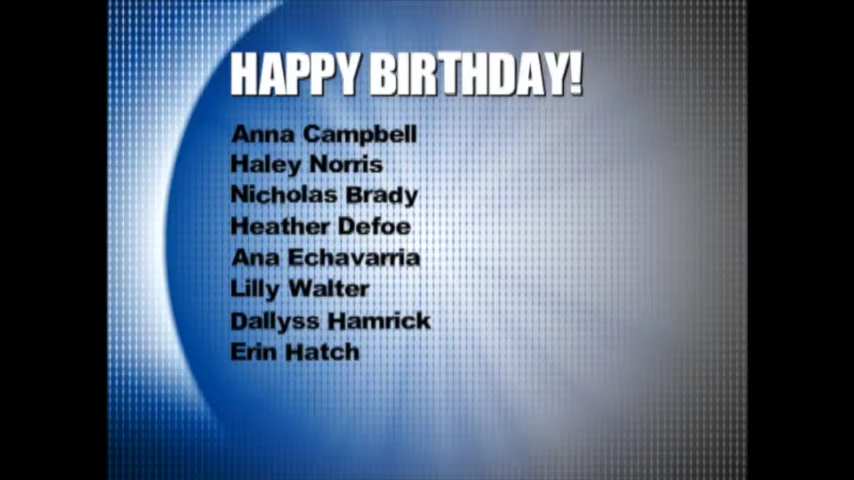 HAPPY BIRTHDAY!
Anna Campbell
Haley Norris
Nicholas Brady
Heather Defoe
Ana Echavarria
Lilly Walter
Dallyss Hamrick
Erin Hatch